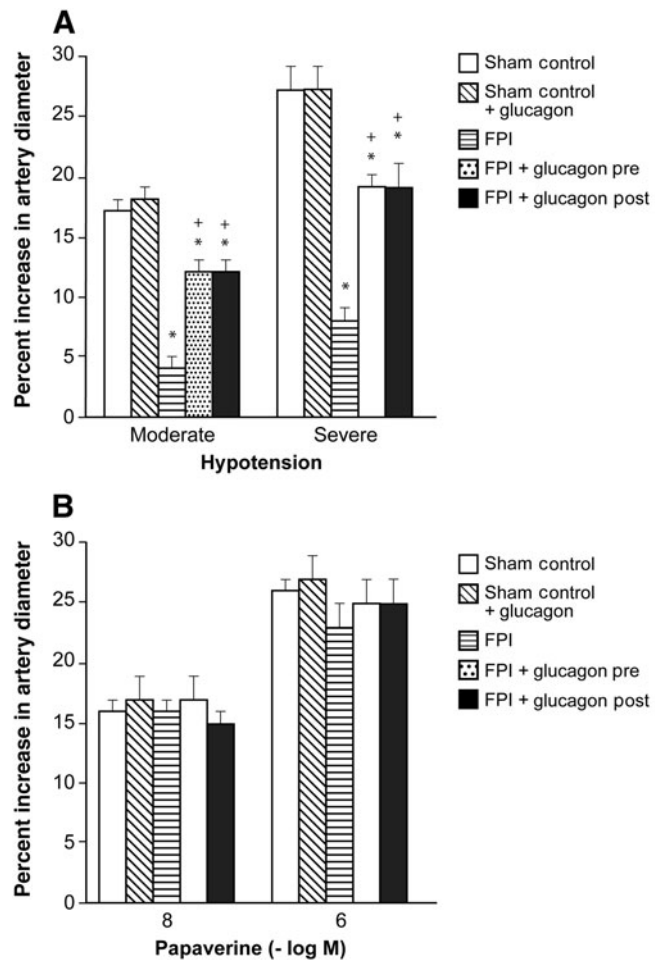 A
Percent increase in artery diameter
30
25
20
15
10
5
0
*
+
*
+
*
*
+
*
+
*
Moderate
Severe
Hypotension
Sham control
Sham control
+ glucagon
FPI
FPI + glucagon pre
FPI + glucagon post
B
Percent increase in artery diameter
30
25
20
15
10
5
0
8
6
Papaverine (- log M)
Sham control
Sham control
+ glucagon
FPI
FPI + glucagon pre
FPI + glucagon post